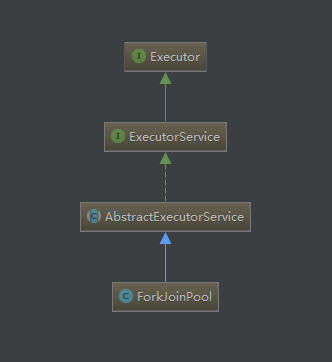 I Executor
I ExecutorService
C AbstractExecutorService
C ForkJoinPool